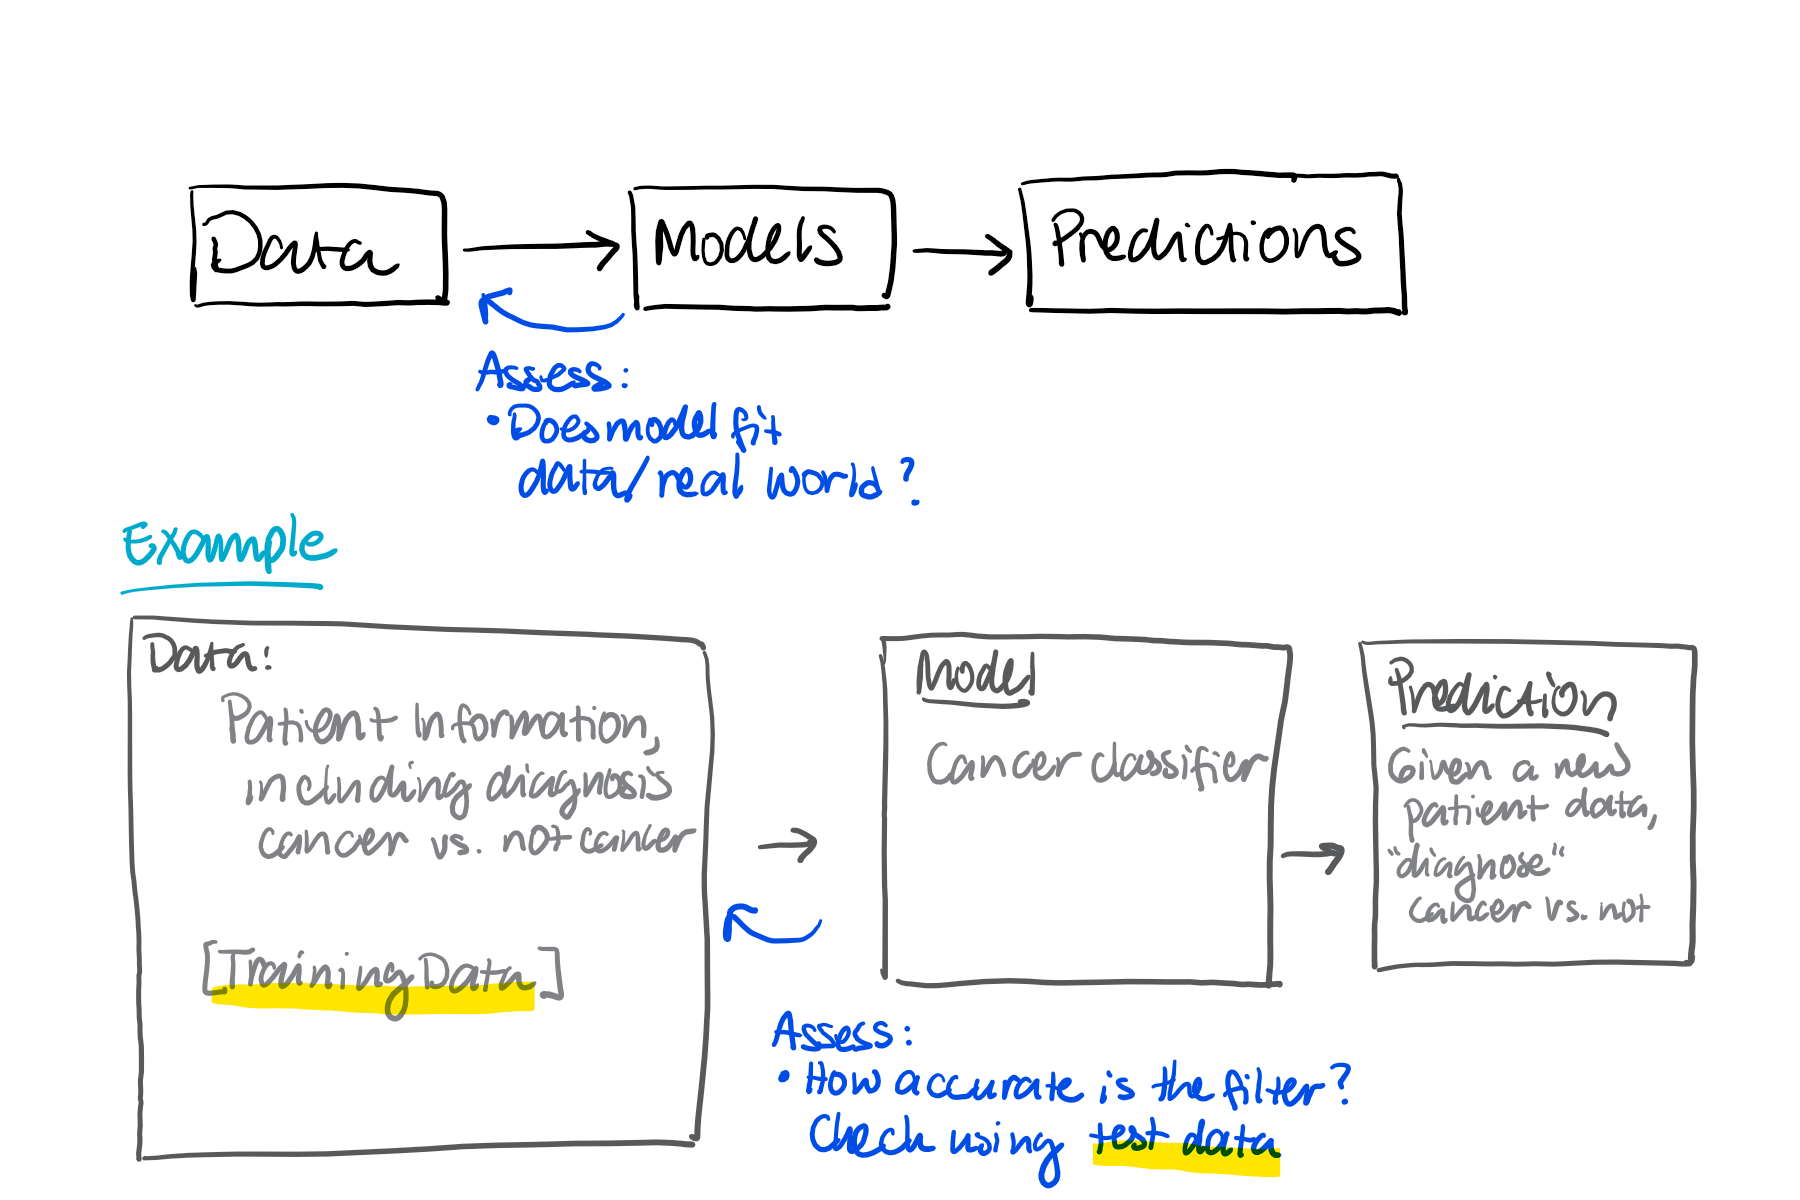 Data
Models
Predictions
Assess:
• Does model fit
data/real world?
Example
Data:
Patient Information,
including diagnosis
cancer vs. not cancer
[Training Data]
Model
Cancer classifier
Prediction
Given a new
patient data,
"diagnose"
cancer vs. not
Assess:
• How accurate is the filter?
Check using test data